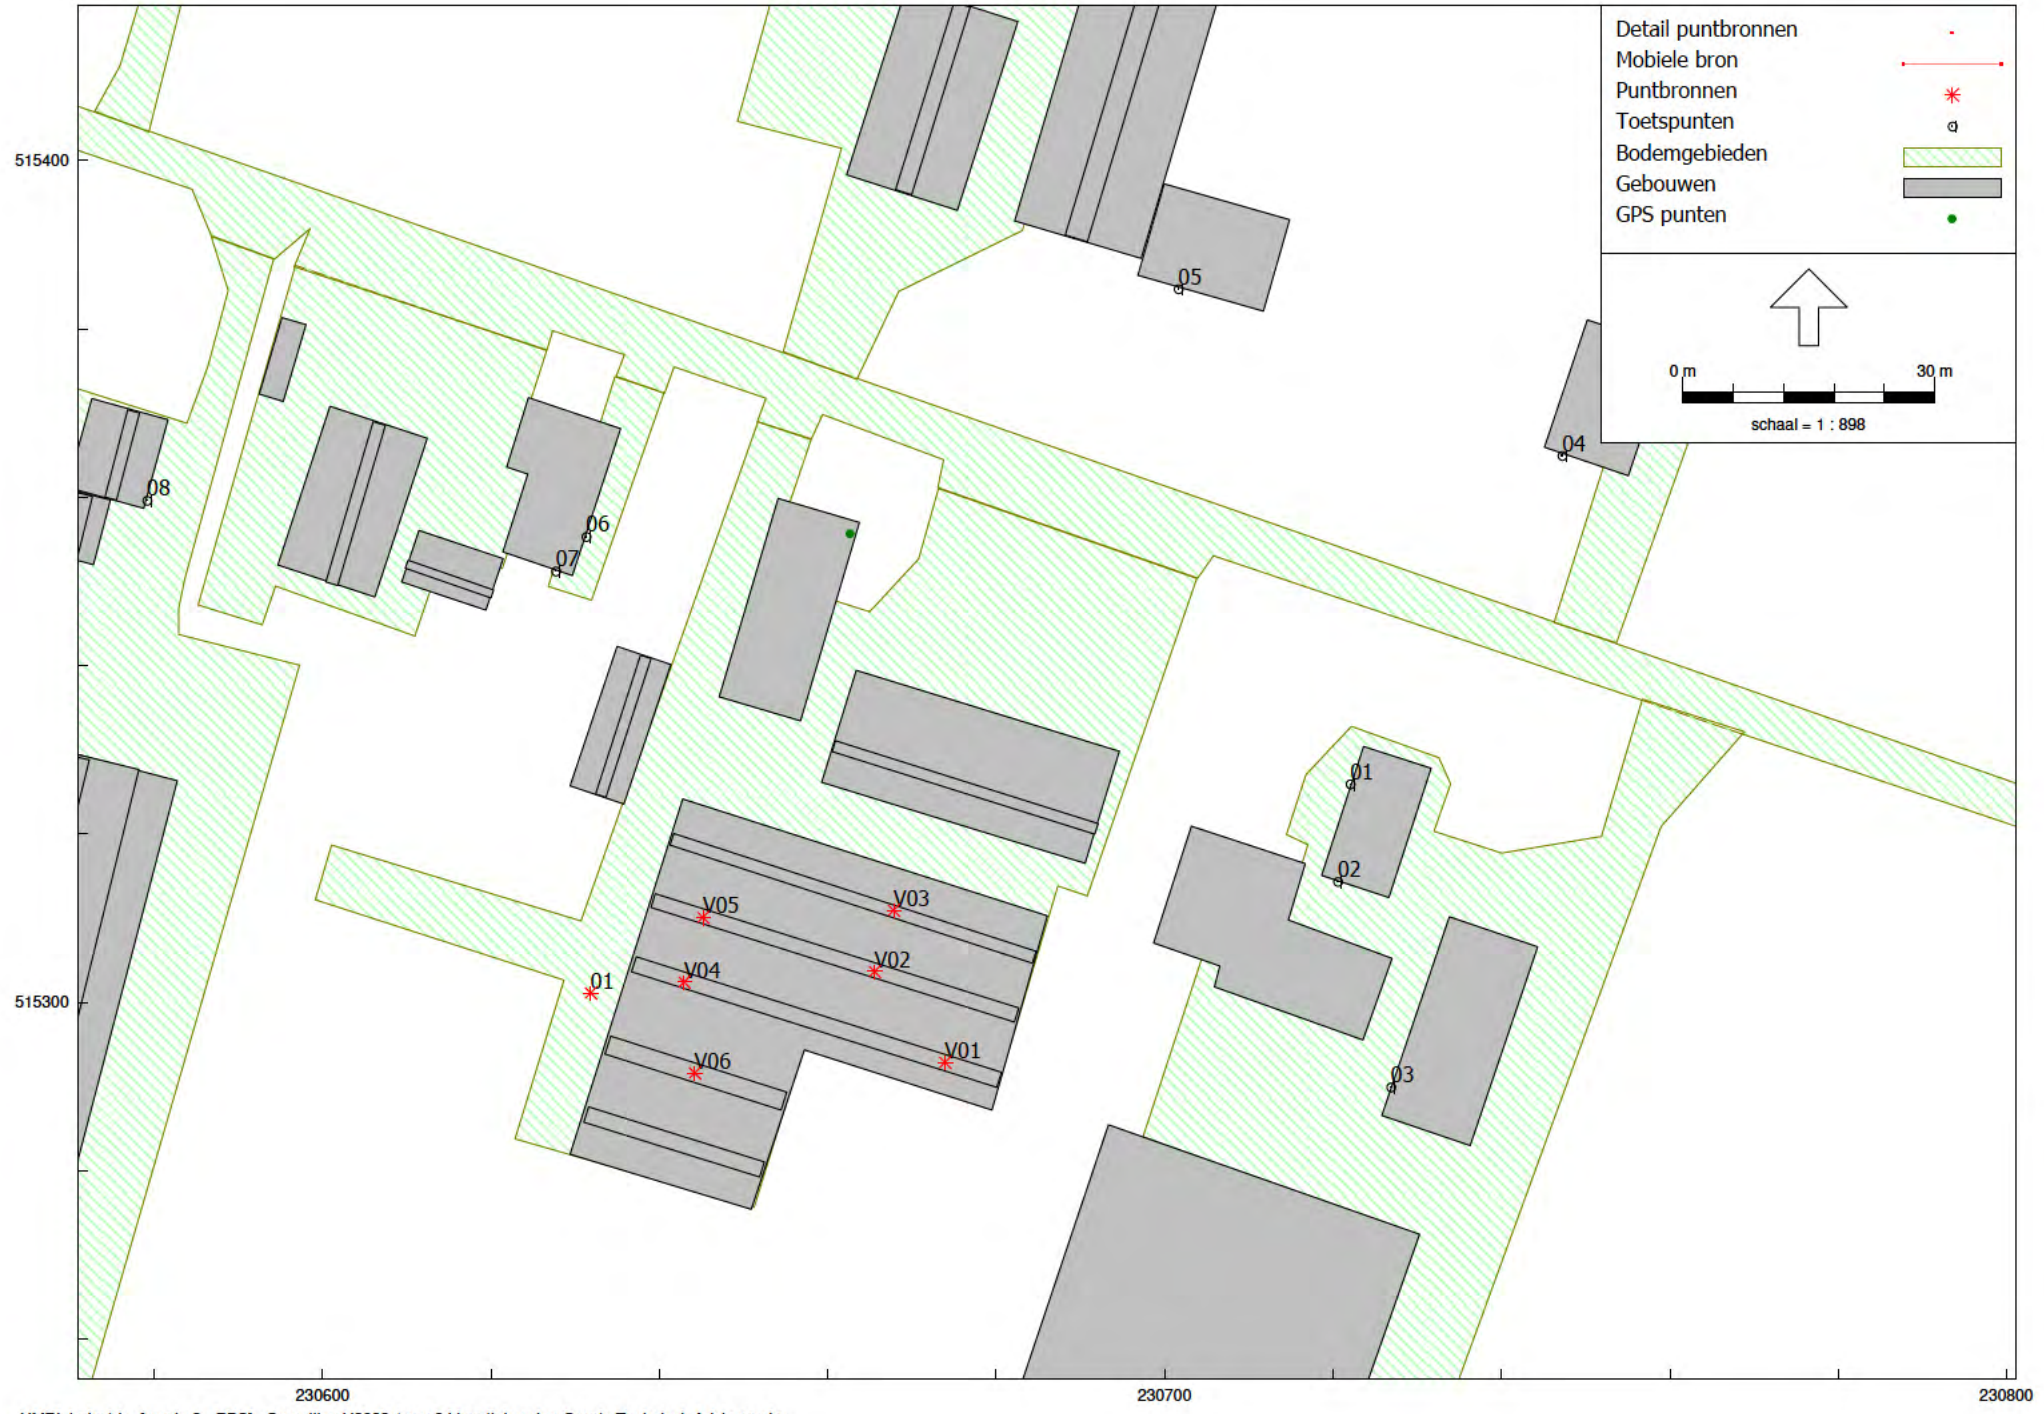 Detail puntbronnen
Mobiele bron
Puntbronnen
Toetspunten
Bodemgebieden
Gebouwen
GPS punten
0 m 30 m
schaal = 1 : 898
515400
05
04
08
06
07
01
02
V03
V05
V02
V04
01
515300
V01
V06
03
230600 230700 230800